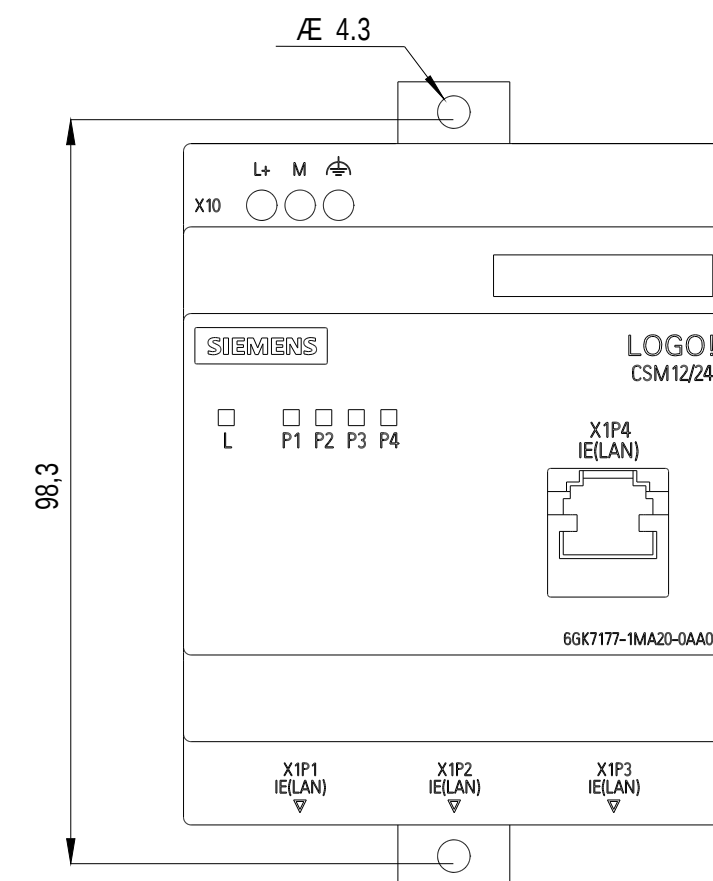 Æ 4.3
L+ M
X10
SIEMENS
LOGO!
CSM12/24
L P1 P2 P3 P4
X1P4
IE(LAN)
98,3
6GK7177-1MA20-0AA0
X1P1 X1P2 X1P3
IE(LAN) IE(LAN) IE(LAN)